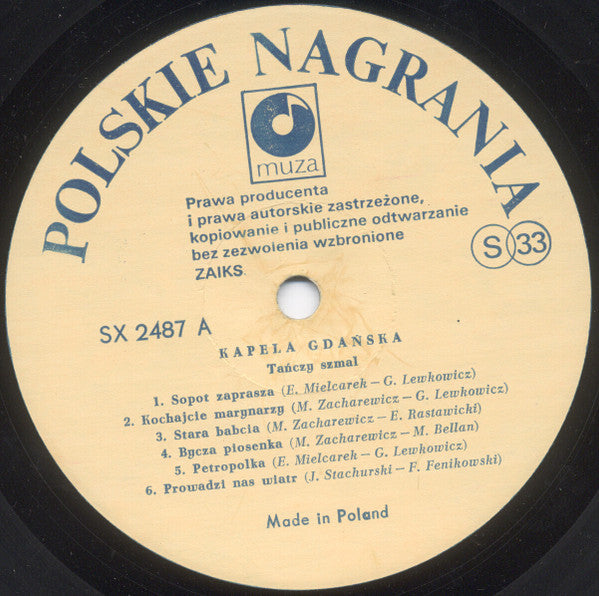 POLSKIE NAGRANIA
muza
Prawa producenta
i prawa autorskie zastrzeżone,
kopiowanie i publiczne odtwarzanie
bez zezwolenia wzbronione
ZAIKS
S 33
SX 2487 A
KAPELA GDAŃSKA
Tańczy szmal
1. Sopot zaprasza (E. Mielcarek – G. Lewkowicz)
2. Kochajcie marynarzy (M. Zacharewicz – G. Lewkowicz)
3. Stara babcia (M. Zacharewicz – E. Rastawicki)
4. Bycza piosenka (M. Zacharewicz – M. Bellan)
5. Petropolka (E. Mielcarek – G. Lewkowicz)
6. Prowadzi nas wiatr (J. Stachurski – F. Fenikowski)
Made in Poland